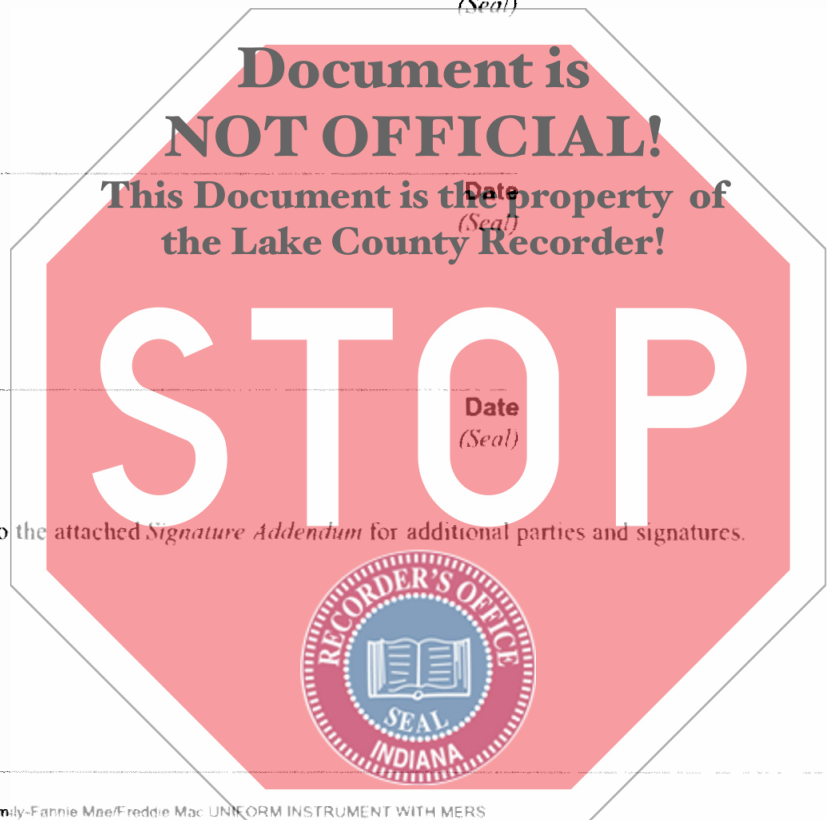 (Seal)
Document is
NOT OFFICIAL!
This Document is the property of
Date
(Seal)
the Lake County Recorder!
STOP
Date
(Seal)
the attached Signature Addendum for additional parties and signatures.
RECORDER'S OFFICE
SEAL
INDIANA
Fannie Mae/Freddie Mac UNIFORM INSTRUMENT WITH MERS